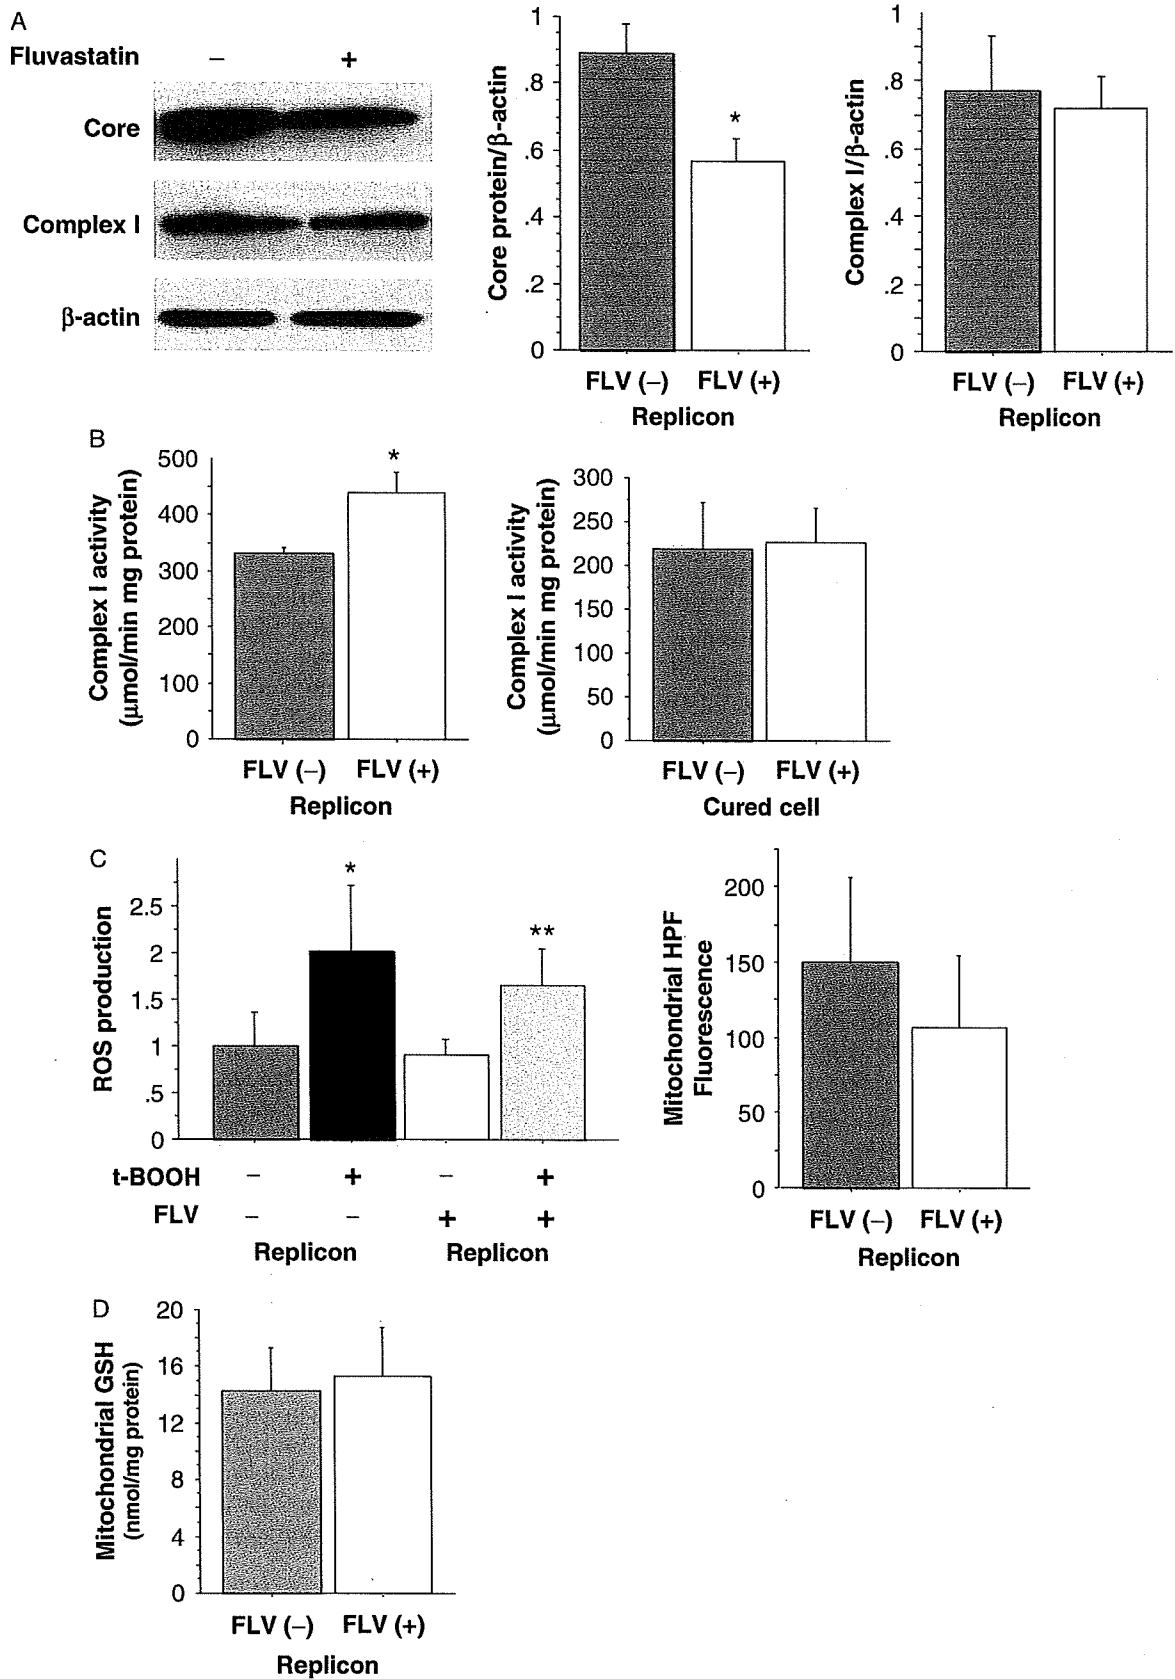 A
Fluvastatin – +
Core
Complex I
β-actin
Core protein/β-actin
1
.8
.6
.4
.2
0
*
FLV (–) FLV (+)
Replicon
Complex I/β-actin
1
.8
.6
.4
.2
0
FLV (–) FLV (+)
Replicon
B
Complex I activity
(μmol/min mg protein)
500
400
300
200
100
0
*
FLV (–) FLV (+)
Replicon
Complex I activity
(μmol/min mg protein)
300
250
200
150
100
50
0
FLV (–) FLV (+)
Cured cell
C
ROS production
2.5
2
1.5
1
.5
0
*
**
t-BOOH – + – +
FLV – – + +
Replicon Replicon
Mitochondrial HPF
Fluorescence
200
150
100
50
0
FLV (–) FLV (+)
Replicon
D
Mitochondrial GSH
(nmol/mg protein)
20
16
12
8
4
0
FLV (–) FLV (+)
Replicon